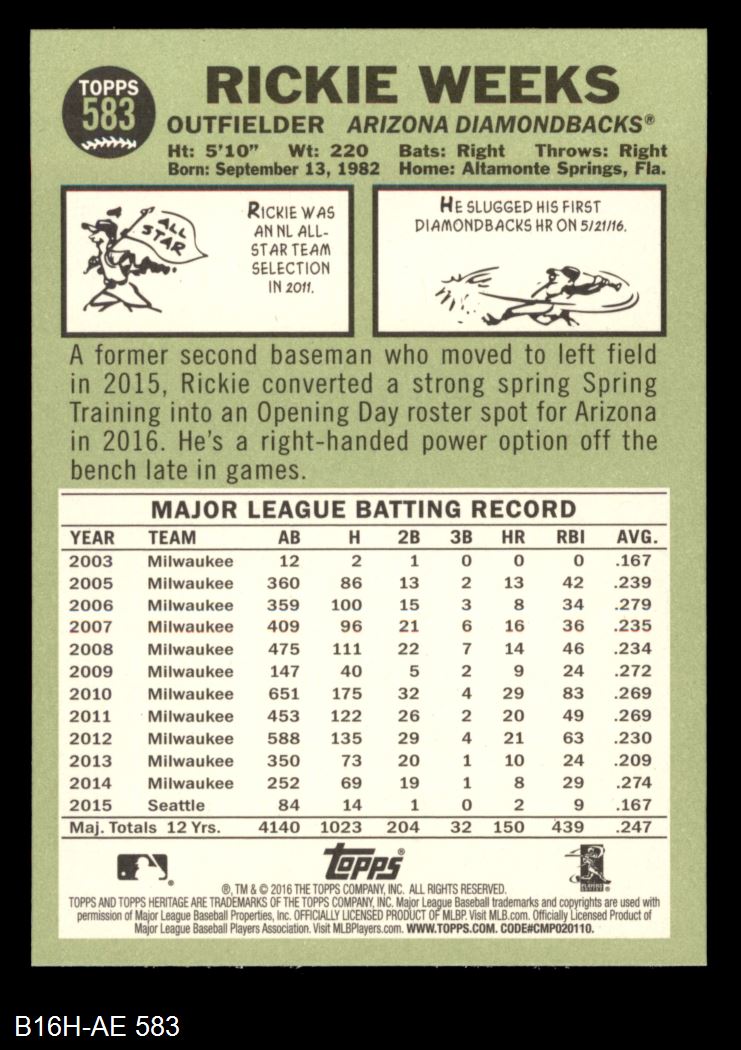 TOPPS
583
RICKIE WEEKS
OUTFIELDER ARIZONA DIAMONDBACKS®
Ht: 5'10" Wt: 220 Bats: Right Throws: Right
Born: September 13, 1982 Home: Altamonte Springs, Fla.
ALL
STAR
RICKIE WAS
AN NL ALL-
STAR TEAM
SELECTION
IN 2011.
HE SLUGGED HIS FIRST
DIAMONDBACKS HR ON 5/21/16.
A former second baseman who moved to left field
in 2015, Rickie converted a strong spring Spring
Training into an Opening Day roster spot for Arizona
in 2016. He's a right-handed power option off the
bench late in games.
MAJOR LEAGUE BATTING RECORD
YEAR TEAM AB H 2B 3B HR RBI AVG.
2003 Milwaukee 12 2 1 0 0 0 .167
2005 Milwaukee 360 86 13 2 13 42 .239
2006 Milwaukee 359 100 15 3 8 34 .279
2007 Milwaukee 409 96 21 6 16 36 .235
2008 Milwaukee 475 111 22 7 14 46 .234
2009 Milwaukee 147 40 5 2 9 24 .272
2010 Milwaukee 651 175 32 4 29 83 .269
2011 Milwaukee 453 122 26 2 20 49 .269
2012 Milwaukee 588 135 29 4 21 63 .230
2013 Milwaukee 350 73 20 1 10 24 .209
2014 Milwaukee 252 69 19 1 8 29 .274
2015 Seattle 84 14 1 0 2 9 .167
Maj. Totals 12 Yrs. 4140 1023 204 32 150 439 .247
Topps®
®, TM & © 2016 THE TOPPS COMPANY, INC. ALL RIGHTS RESERVED.
TOPPS AND TOPPS HERITAGE ARE TRADEMARKS OF THE TOPPS COMPANY, INC. Major League Baseball trademarks and copyrights are used with
permission of Major League Baseball Properties, Inc. OFFICIALLY LICENSED PRODUCT OF MLBP. Visit MLB.com. Officially Licensed Product of
Major League Baseball Players Association. Visit MLBPlayers.com. WWW.TOPPS.COM. CODE#CMP020110.
B16H-AE 583